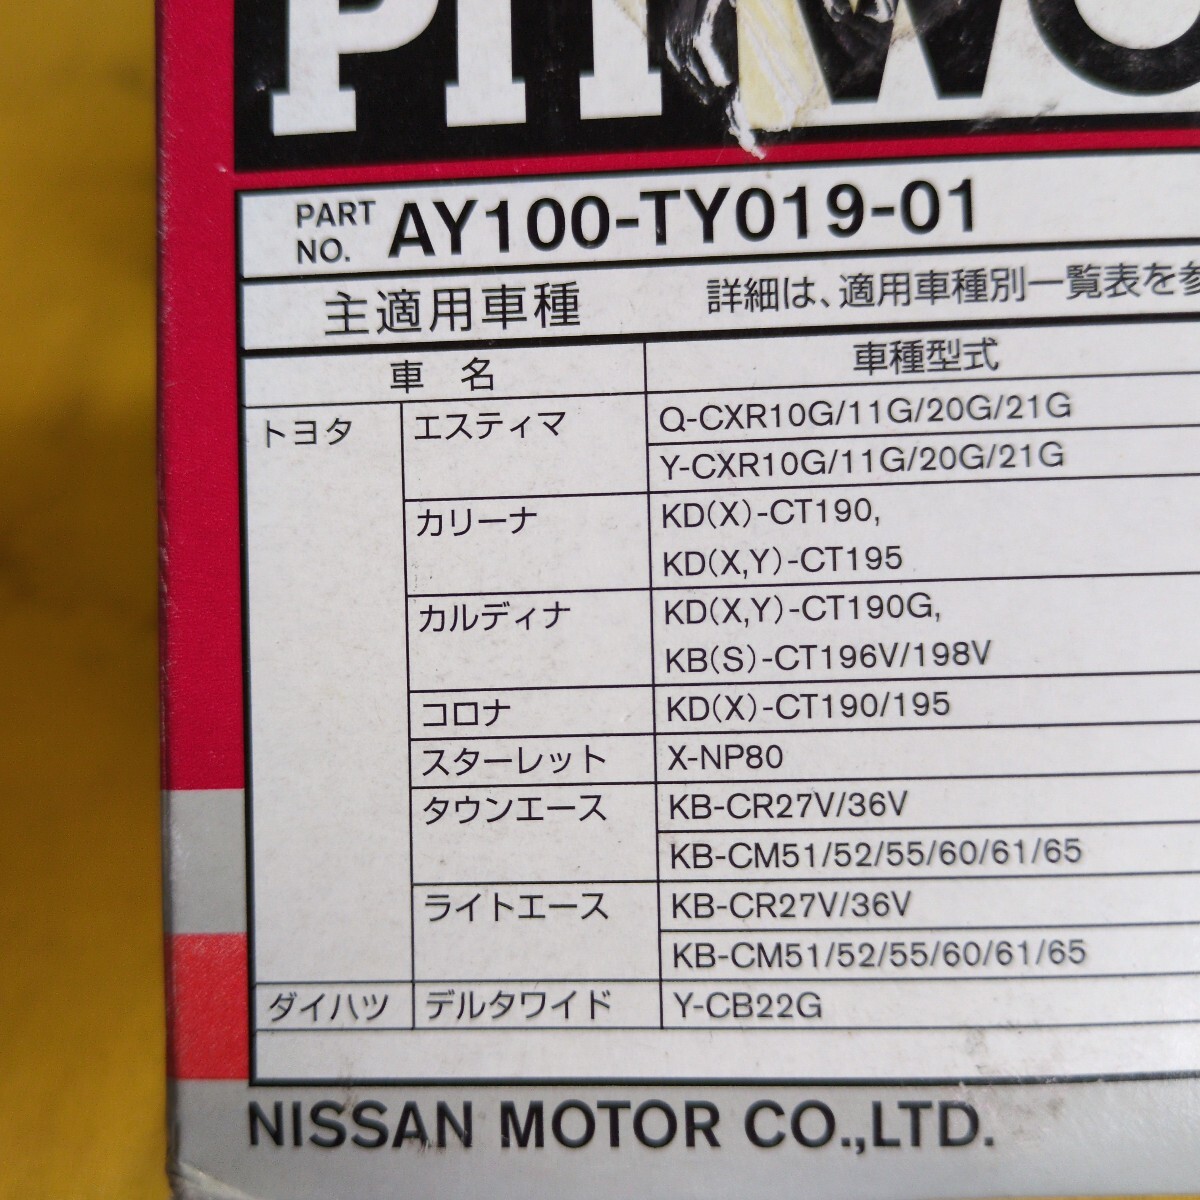 PIT WO
PART NO. AY100-TY019-01
主適用車種 詳細は、適用車種別一覧表を参
車 名 車種型式
トヨタ エスティマ Q-CXR10G/11G/20G/21G
Y-CXR10G/11G/20G/21G
カリーナ KD(X)-CT190,
KD(X,Y)-CT195
カルディナ KD(X,Y)-CT190G,
KB(S)-CT196V/198V
コロナ KD(X)-CT190/195
スターレット X-NP80
タウンエース KB-CR27V/36V
KB-CM51/52/55/60/61/65
ライトエース KB-CR27V/36V
KB-CM51/52/55/60/61/65
ダイハツ デルタワイド Y-CB22G
NISSAN MOTOR CO.,LTD.